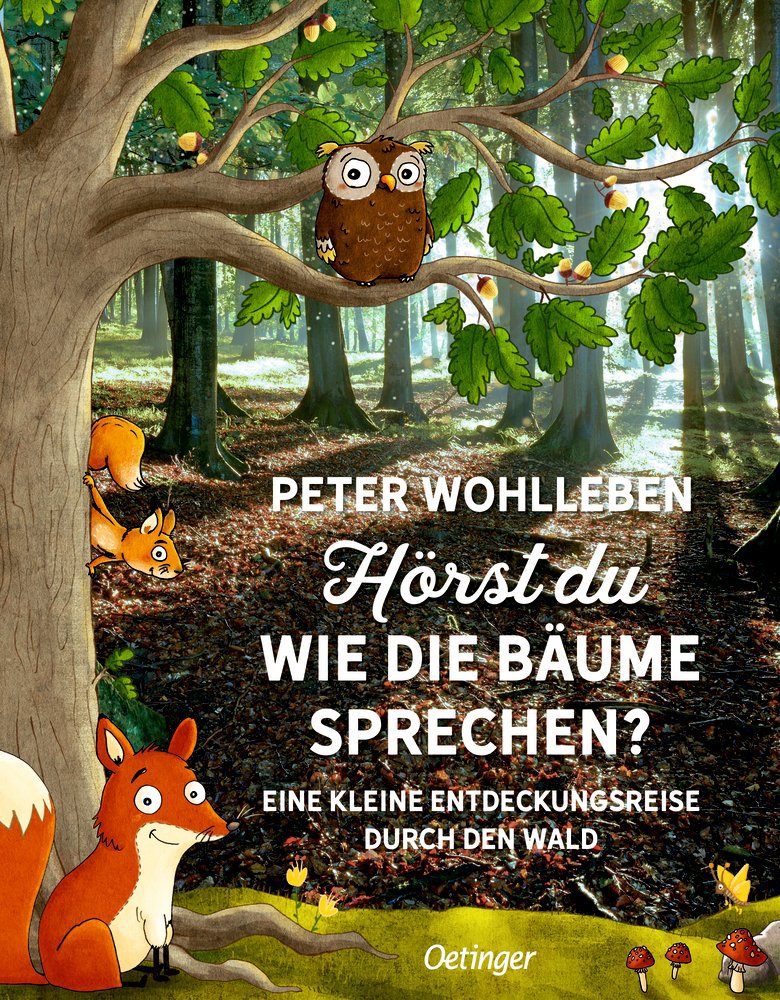 PETER WOHLLEBEN
Hörst du
WIE DIE BÄUME
SPRECHEN?
EINE KLEINE ENTDECKUNGSREISE
DURCH DEN WALD
Oetinger